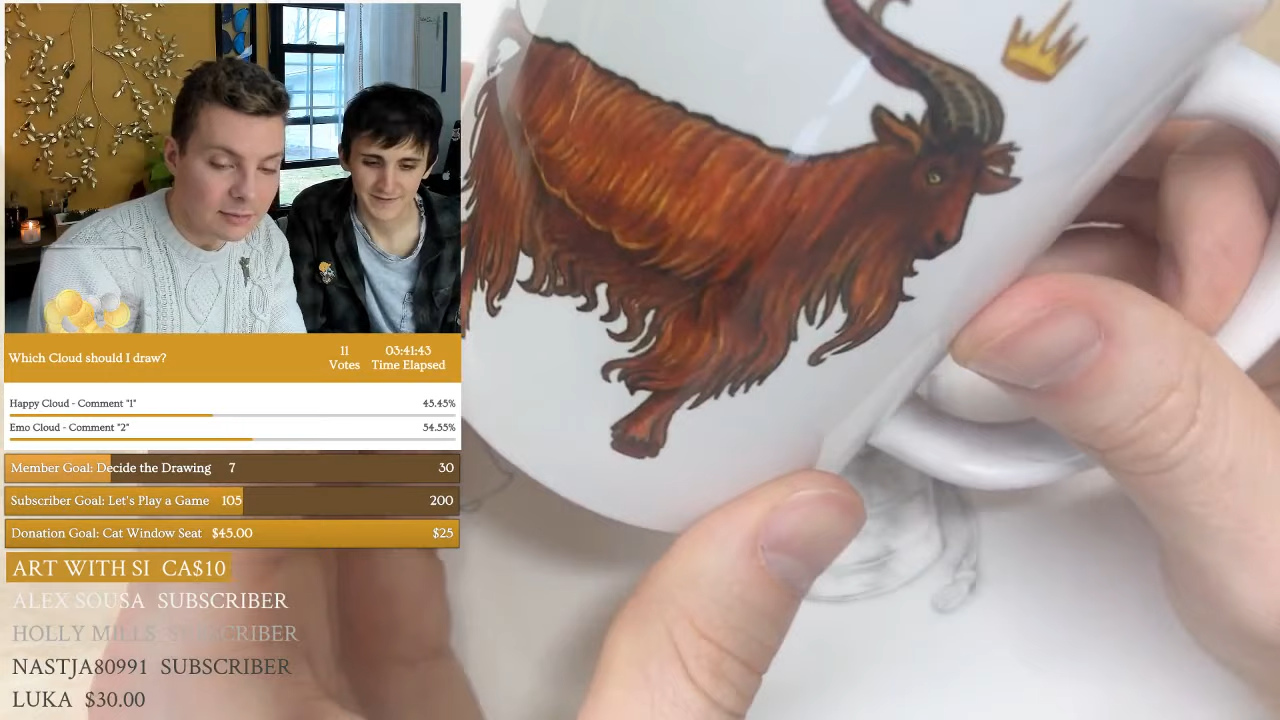 Which Cloud should I draw?
11 Votes
03:41:43 Time Elapsed
Happy Cloud - Comment "1" 45.45%
Emo Cloud - Comment "2" 54.55%
Member Goal: Decide the Drawing 7 30
Subscriber Goal: Let's Play a Game 105 200
Donation Goal: Cat Window Seat $45.00 $25
ART WITH SI CA$10
ALEX SOUSA SUBSCRIBER
HOLLY MILLS SUBSCRIBER
NASTJA80991 SUBSCRIBER
LUKA $30.00